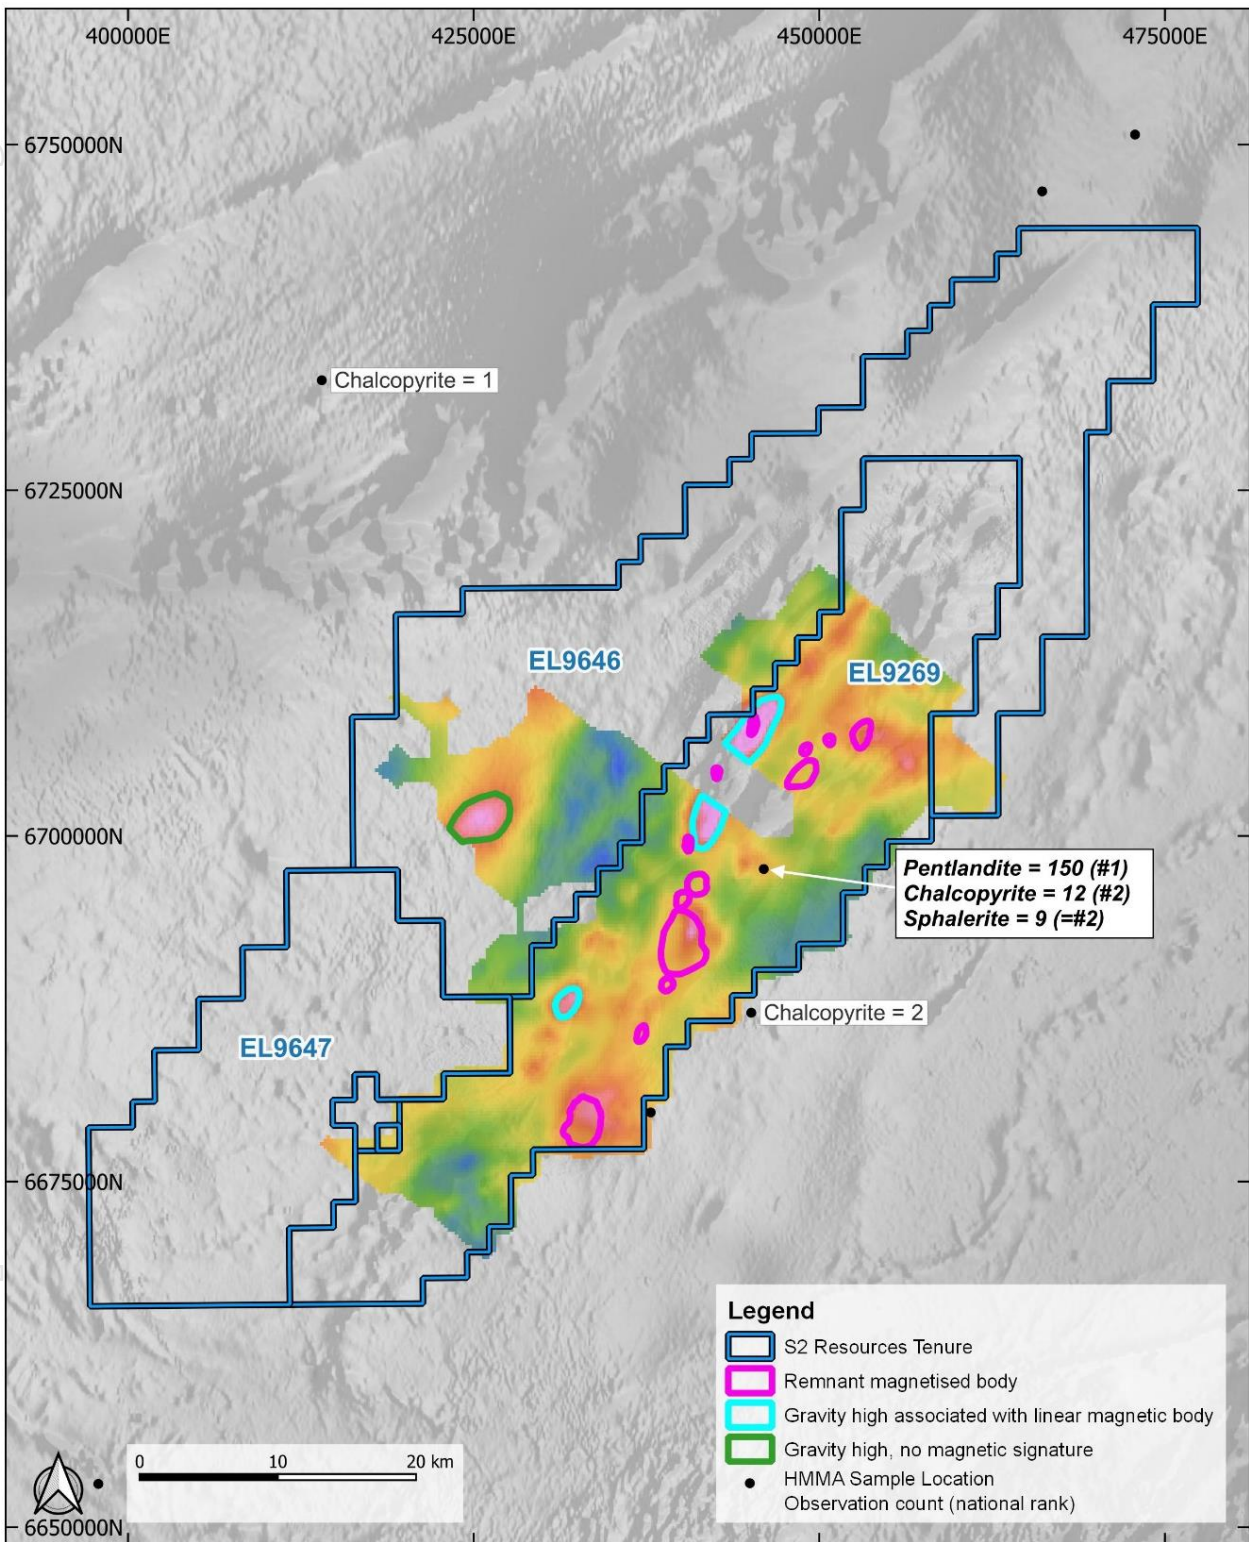 400000E 425000E 450000E 475000E
6750000N
Chalcopyrite = 1
6725000N
EL9646
EL9269
6700000N
Pentlandite = 150 (#1)
Chalcopyrite = 12 (#2)
Sphalerite = 9 (=#2)
Chalcopyrite = 2
EL9647
6675000N
Legend
S2 Resources Tenure
Remnant magnetised body
Gravity high associated with linear magnetic body
Gravity high, no magnetic signature
HMMA Sample Location
Observation count (national rank)
0 10 20 km
6650000N